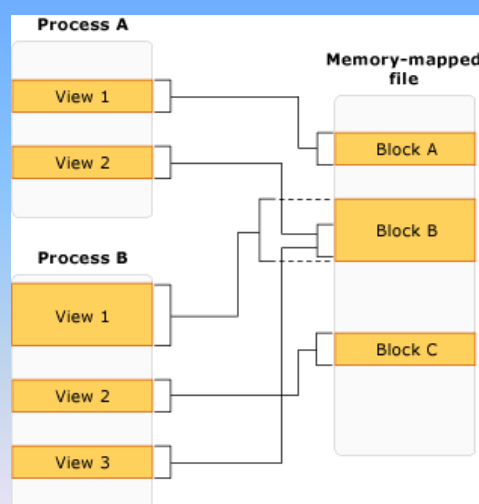 Process A
View 1
View 2
Process B
View 1
View 2
View 3
Memory-mapped
file
Block A
Block B
Block C